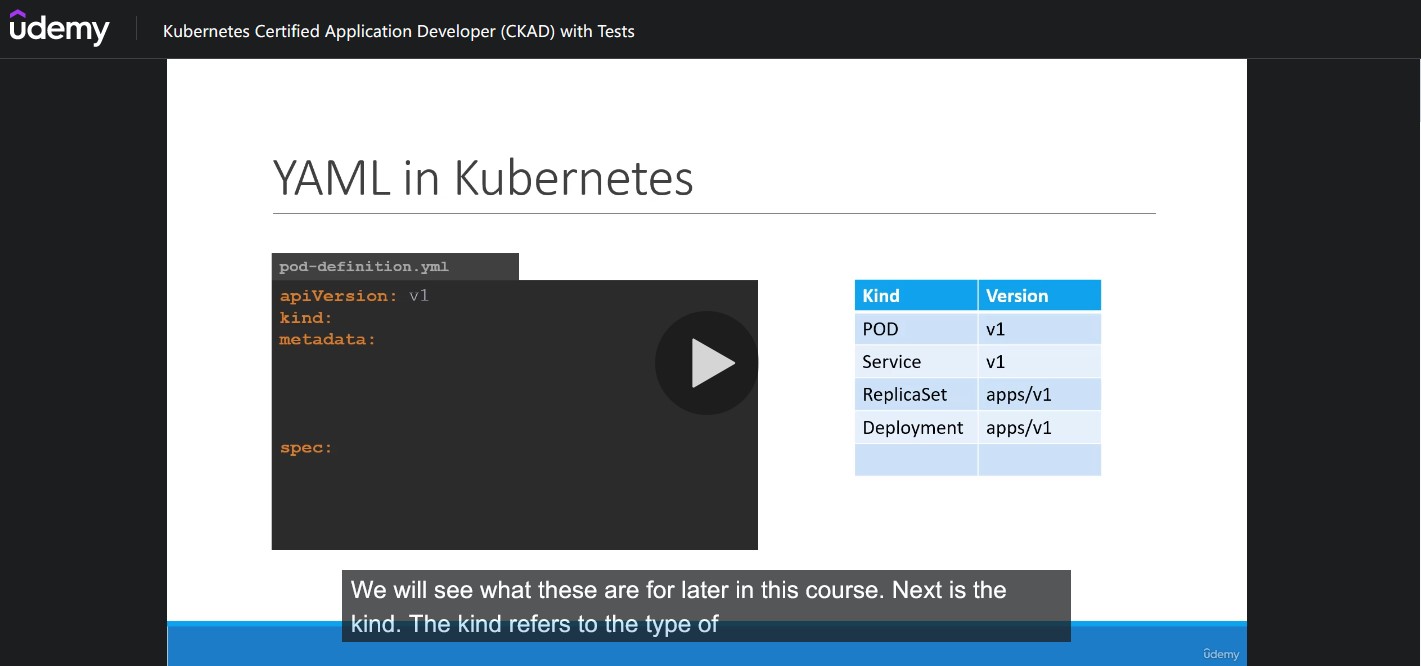 udemy
Kubernetes Certified Application Developer (CKAD) with Tests
YAML in Kubernetes
pod-definition.yml
apiVersion: v1
kind:
metadata:
spec:
Kind Version
POD v1
Service v1
ReplicaSet apps/v1
Deployment apps/v1
We will see what these are for later in this course. Next is the
kind. The kind refers to the type of
udemy